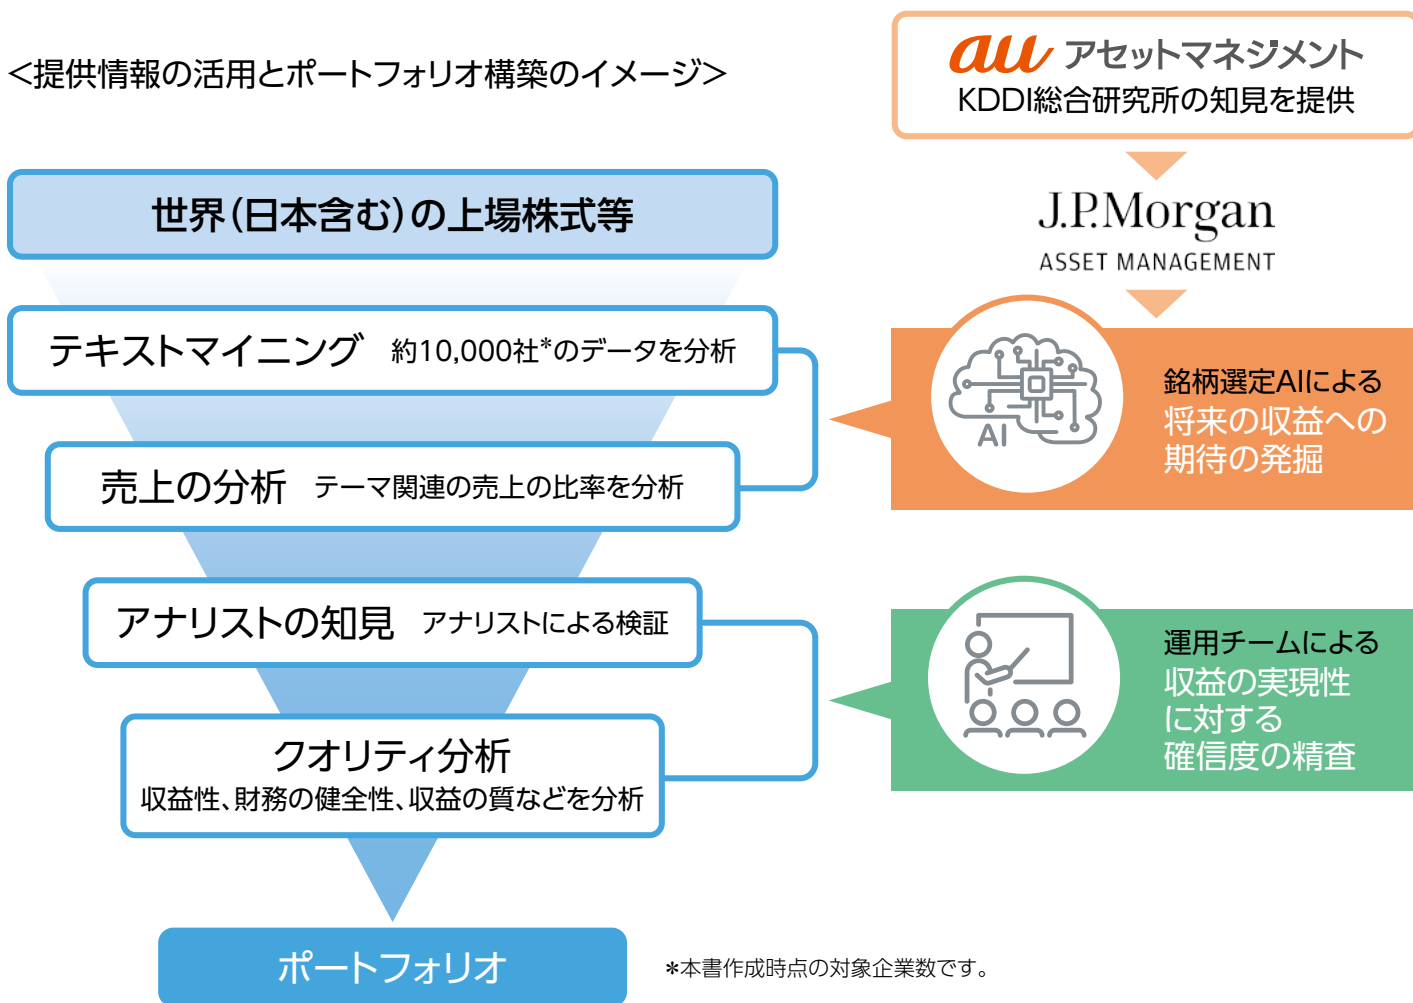 <提供情報の活用とポートフォリオ構築のイメージ>
au アセットマネジメント
KDDI総合研究所の知見を提供
J.P.Morgan
ASSET MANAGEMENT
世界(日本含む)の上場株式等
テキストマイニング 約10,000社*のデータを分析
売上の分析 テーマ関連の売上の比率を分析
AI
銘柄選定AIによる
将来の収益への
期待の発掘
アナリストの知見 アナリストによる検証
クオリティ分析
収益性、財務の健全性、収益の質などを分析
運用チームによる
収益の実現性
に対する
確信度の精査
ポートフォリオ
*本書作成時点の対象企業数です。